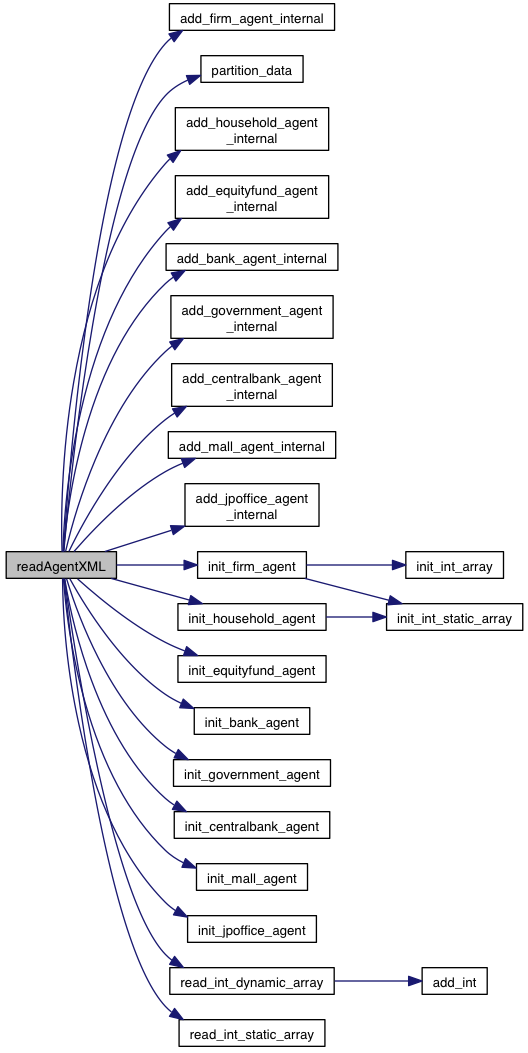 add_firm_agent_internal
partition_data
add_household_agent
_internal
add_equityfund_agent
_internal
add_bank_agent_internal
add_government_agent
_internal
add_centralbank_agent
_internal
add_mall_agent_internal
add_jpoffice_agent
_internal
readAgentXML
init_firm_agent
init_int_array
init_household_agent
init_int_static_array
init_equityfund_agent
init_bank_agent
init_government_agent
init_centralbank_agent
init_mall_agent
init_jpoffice_agent
read_int_dynamic_array
add_int
read_int_static_array